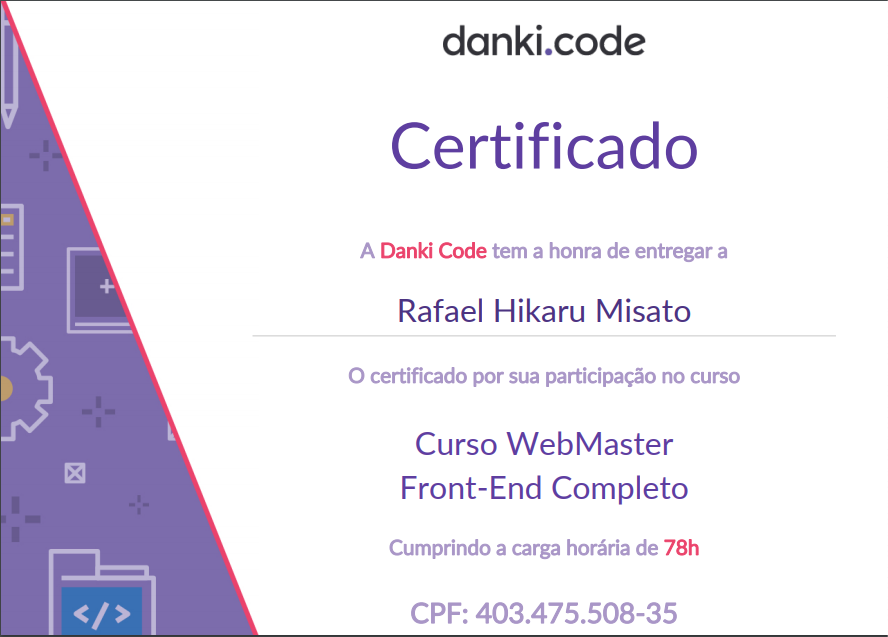 danki.code
Certificado
A Danki Code tem a honra de entregar a
Rafael Hikaru Misato
O certificado por sua participação no curso
Curso WebMaster
Front-End Completo
Cumprindo a carga horária de 78h
CPF: 403.475.508-35
</>